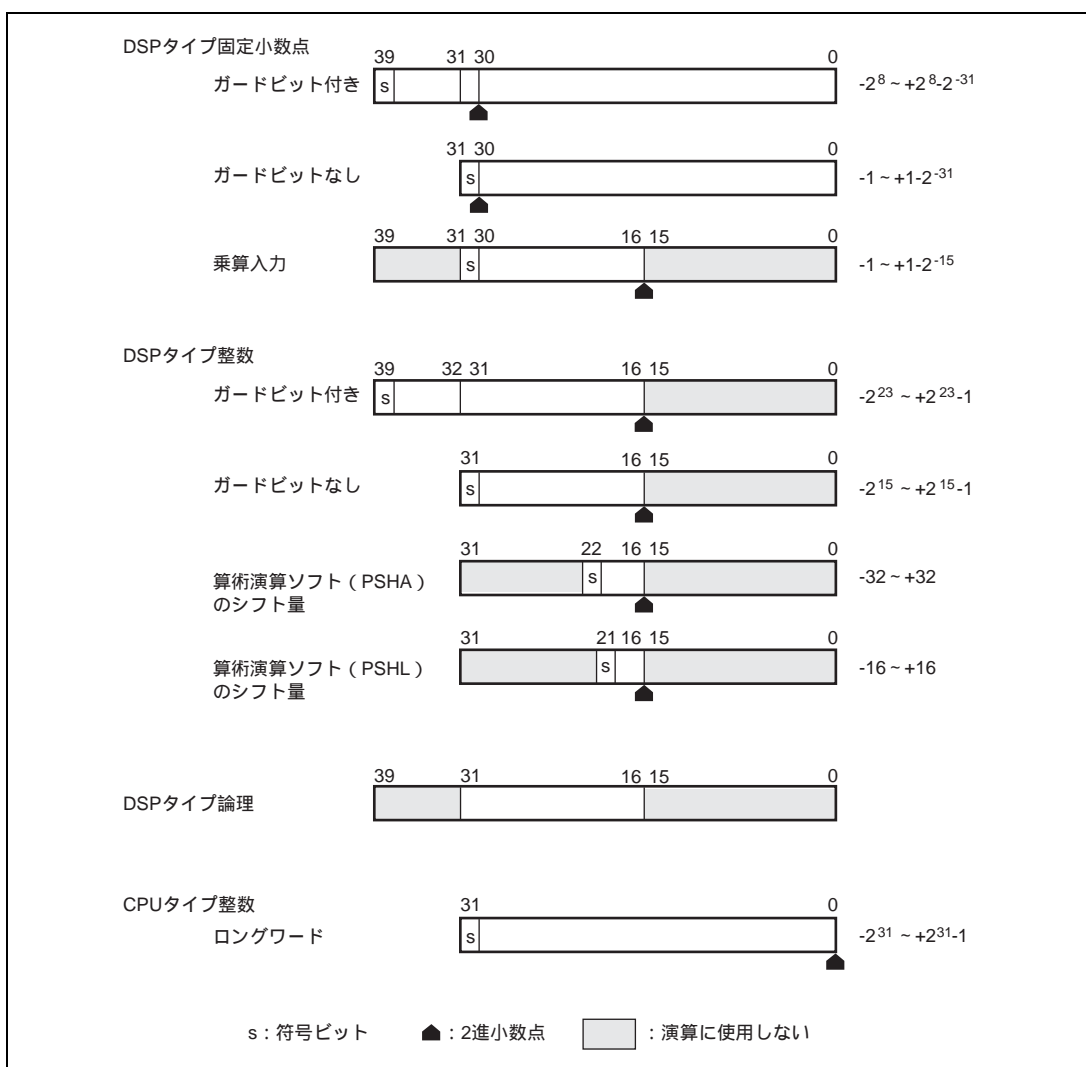 DSPタイプ固定小数点
39 31 30 0
ガードビット付き s -2⁸ ~ +2⁸-2⁻³¹
31 30 0
ガードビットなし s -1 ~ +1-2⁻³¹
39 31 30 16 15 0
乗算入力 s -1 ~ +1-2⁻¹⁵
DSPタイプ整数
39 32 31 16 15 0
ガードビット付き s -2²³ ~ +2²³-1
31 16 15 0
ガードビットなし s -2¹⁵ ~ +2¹⁵-1
31 22 16 15 0
算術演算ソフト(PSHA) s -32 ~ +32
のシフト量
31 21 16 15 0
算術演算ソフト(PSHL) s -16 ~ +16
のシフト量
39 31 16 15 0
DSPタイプ論理
CPUタイプ整数
31 0
ロングワード s -2³¹ ~ +2³¹-1
s:符号ビット :2進小数点 :演算に使用しない